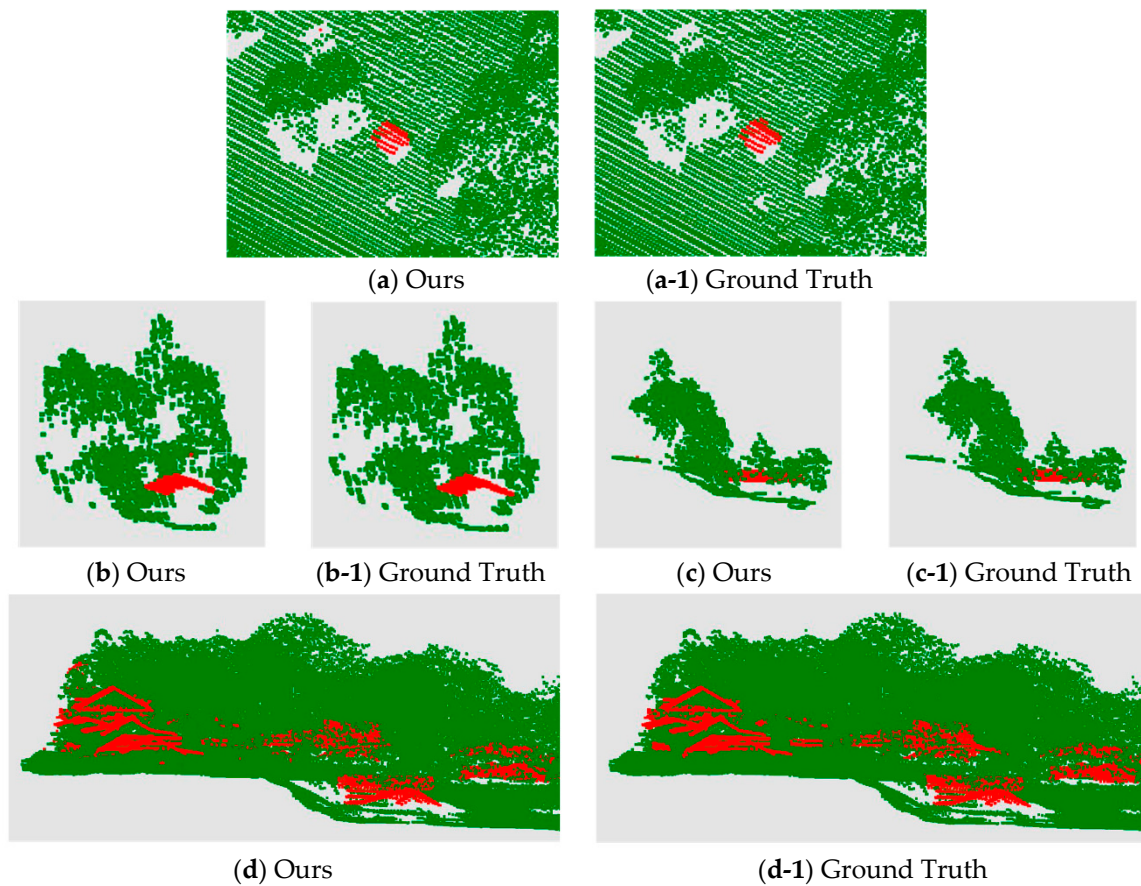 (a) Ours
(a-1) Ground Truth
(b) Ours
(b-1) Ground Truth
(c) Ours
(c-1) Ground Truth
(d) Ours
(d-1) Ground Truth